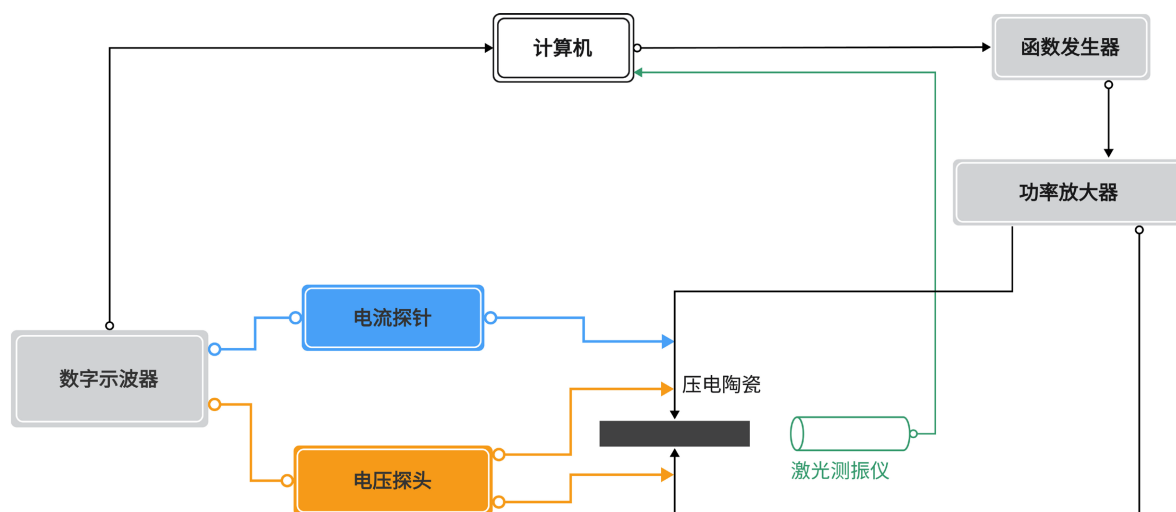 计算机
函数发生器
功率放大器
电流探针
数字示波器
压电陶瓷
激光测振仪
电压探头